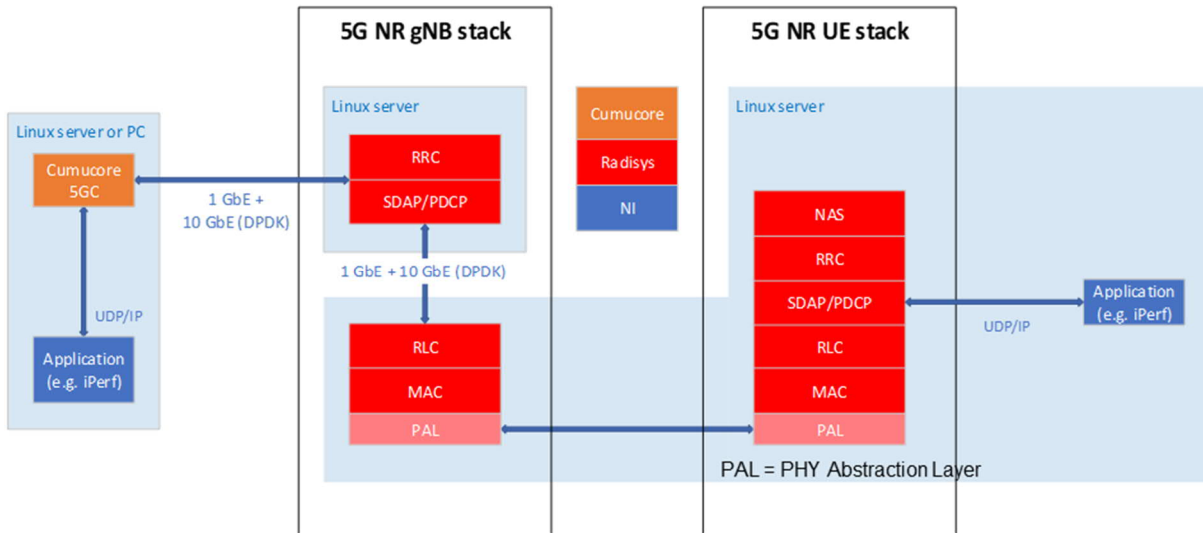 5G NR gNB stack
5G NR UE stack
Linux server or PC
Cumucore
5GC
1 GbE +
10 GbE (DPDK)
UDP/IP
Application
(e.g. iPerf)
Linux server
RRC
SDAP/PDCP
1 GbE + 10 GbE (DPDK)
RLC
MAC
PAL
Cumucore
Radisys
NI
Linux server
NAS
RRC
SDAP/PDCP
RLC
MAC
PAL
UDP/IP
Application
(e.g. iPerf)
PAL = PHY Abstraction Layer